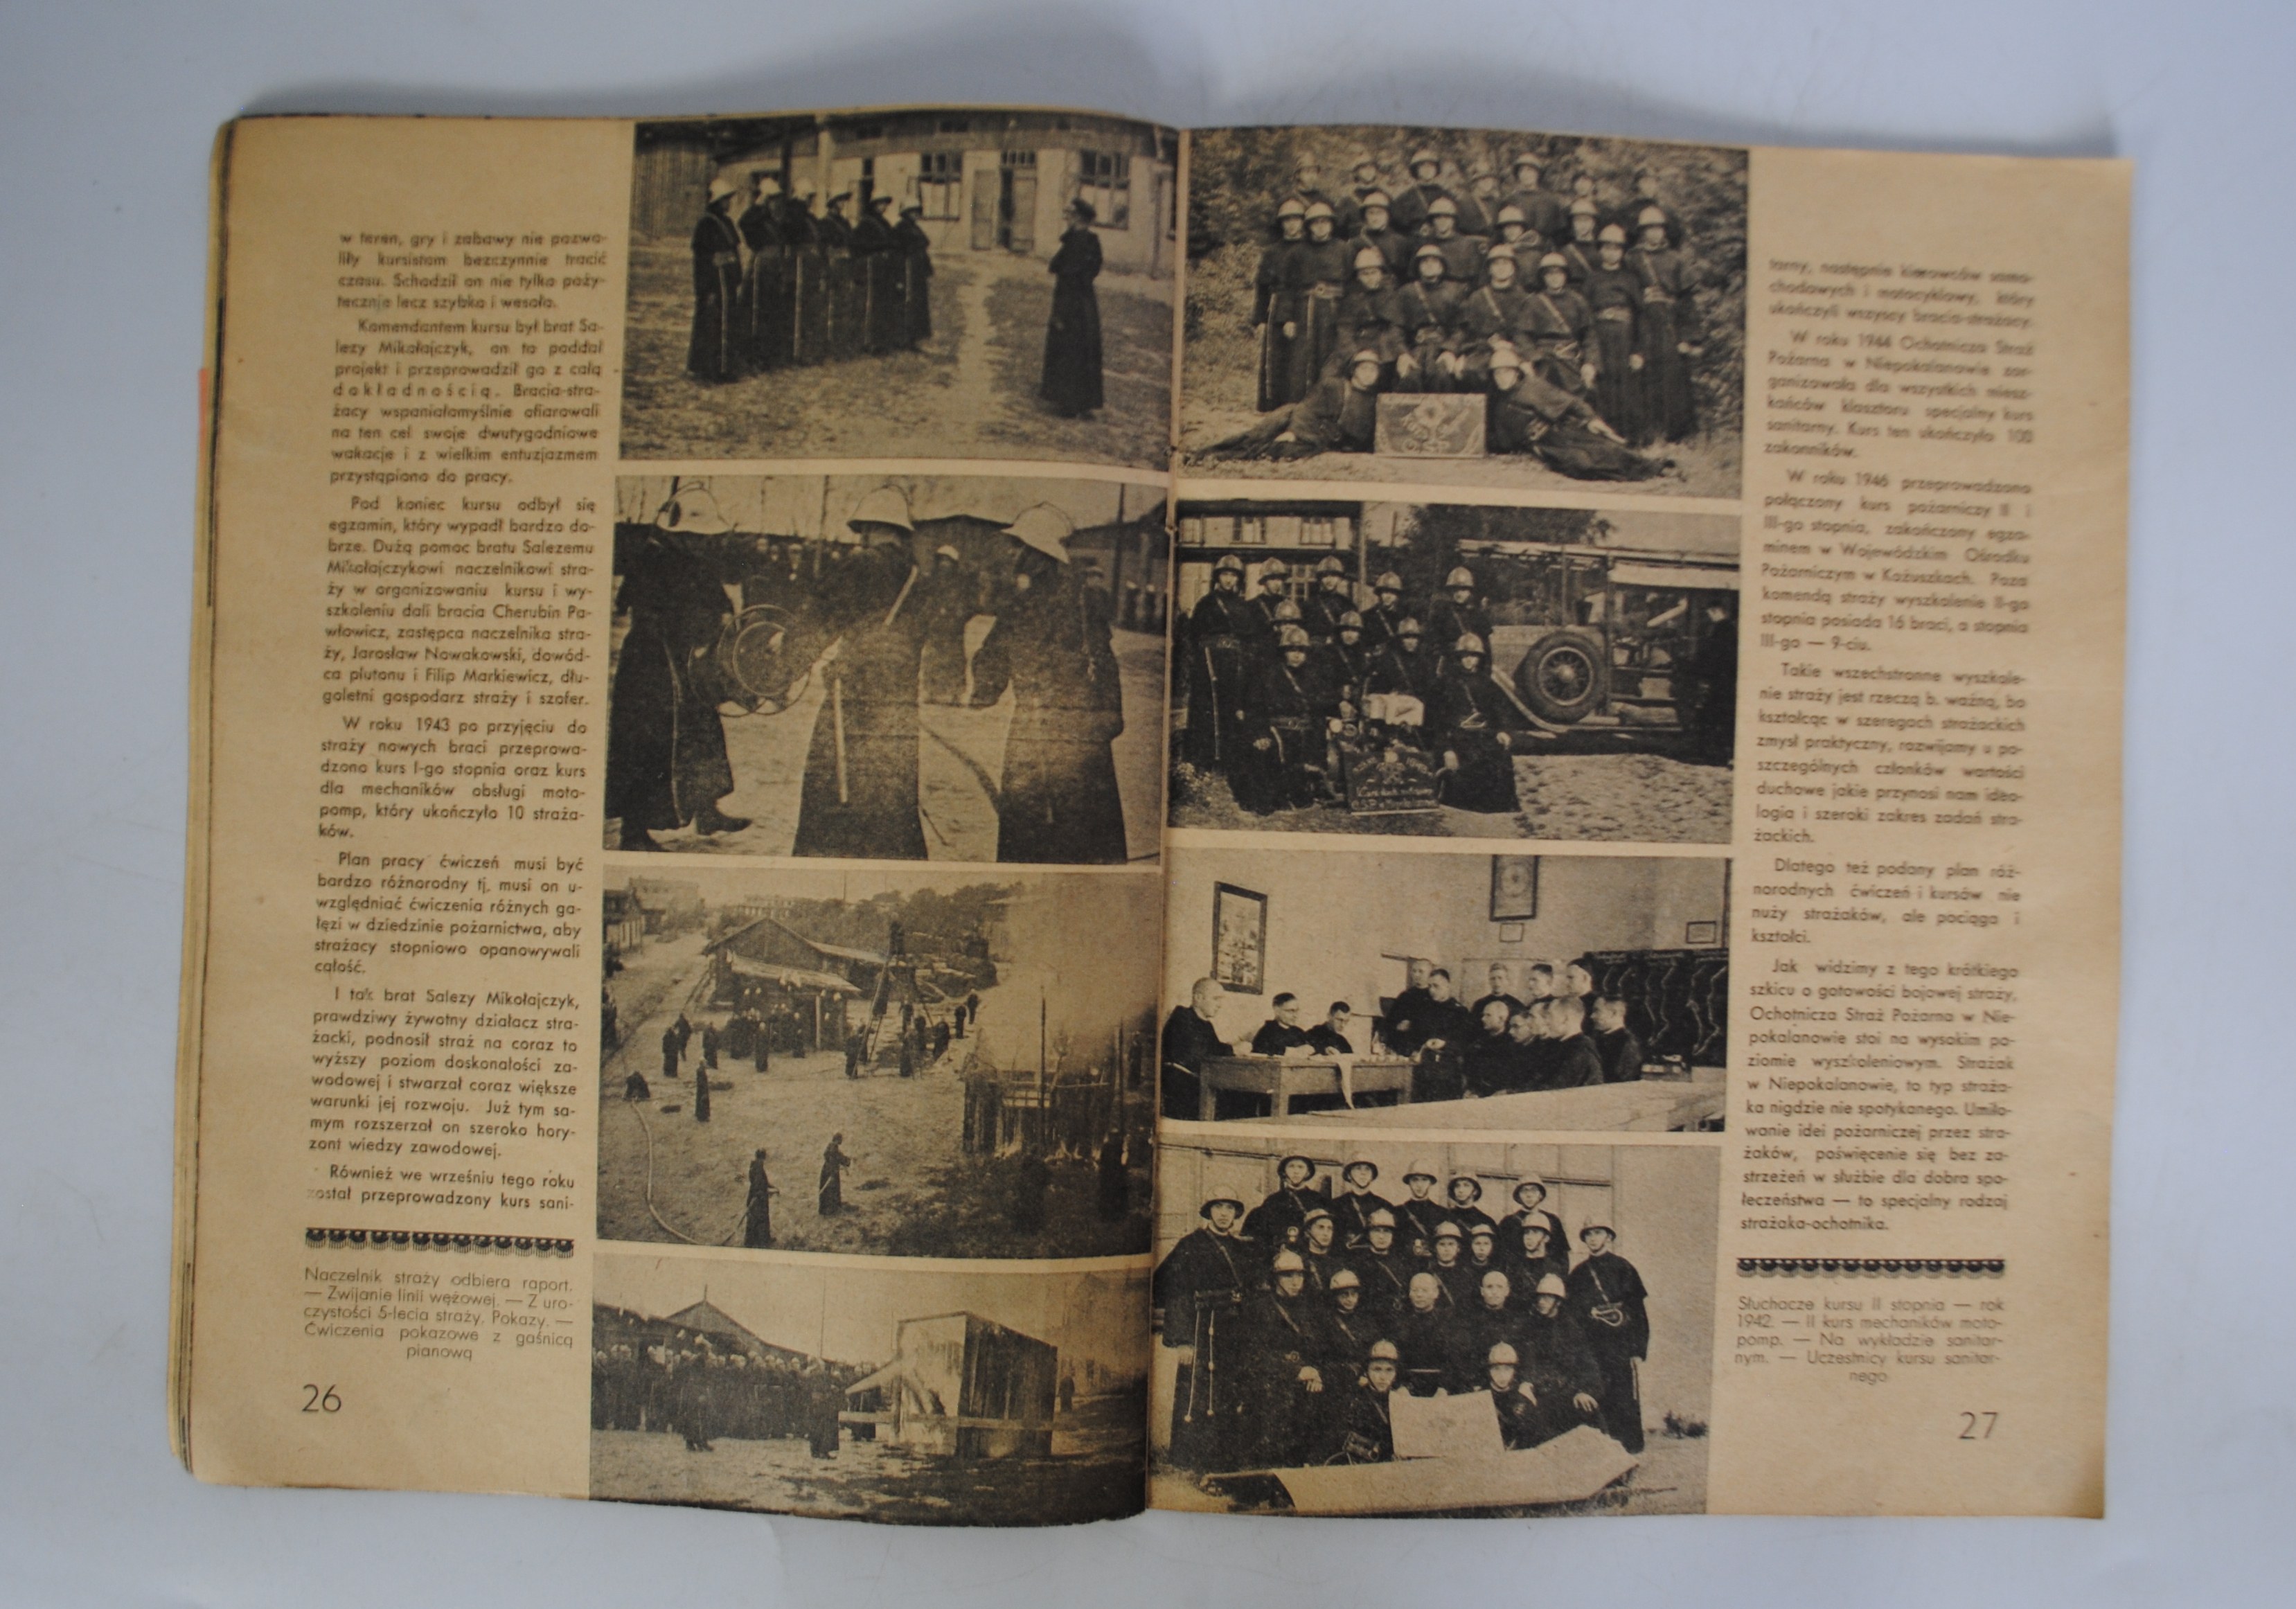 w teren, gry i zabawy nie pozwo-
liły kursistom bezczynnie tracić
czasu. Schodził on nie tylko poży-
tecznie lecz szybko i wesoło.
Komendantem kursu był brat Sa-
lezy Mikołajczyk, on to poddał
projekt i przeprowadził go z całą
dokładnością. Bracia-stra-
żacy wspaniałomyślnie ofiarowali
na ten cel swoje dwutygodniowe
wakacje i z wielkim entuzjazmem
przystąpiono do pracy.
Pod koniec kursu odbył się
egzamin, który wypadł bardzo do-
brze. Dużą pomoc bratu Salezemu
Mikołajczykowi naczelnikowi stra-
ży w organizowaniu kursu i wy-
szkoleniu dali bracia Cherubin Pa-
włowicz, zastępca naczelnika stra-
ży, Jarosław Nowakowski, dowód-
ca plutonu i Filip Markiewicz, dłu-
goletni gospodarz straży i szofer.
W roku 1943 po przyjęciu do
straży nowych braci przeprowa-
dzono kurs I-go stopnia oraz kurs
dla mechaników obsługi moto-
pomp, który ukończyło 10 straża-
ków.
Plan pracy ćwiczeń musi być
bardzo różnorodny tj. musi on u-
względniać ćwiczenia różnych ga-
łęzi w dziedzinie pożarnictwa, aby
strażacy stopniowo opanowywali
całość.
I tak brat Salezy Mikołajczyk,
prawdziwy żywotny działacz stra-
żacki, podnosił straż na coraz to
wyższy poziom doskonałości za-
wodowej i stwarzał coraz większe
warunki jej rozwoju. Już tym sa-
mym rozszerzał on szeroko hory-
zont wiedzy zawodowej.
Również we wrześniu tego roku
został przeprowadzony kurs sani-
Naczelnik straży odbiera raport.
— Zwijanie linii wężowej. — Z uro-
czystości 5-lecia straży. Pokazy. —
Ćwiczenia pokazowe z gaśnicą
pianową
26
tarny, następnie kierowców samo-
chodowych i motocyklowy, który
ukończyli wszyscy bracia-strażacy.
W roku 1944 Ochotnicza Straż
Pożarna w Niepokalanowie zor-
ganizowała dla wszystkich miesz-
kańców klasztoru specjalny kurs
sanitarny. Kurs ten ukończyło 100
zakonników.
W roku 1946 przeprowadzono
połączony kurs pożarniczy II i
III-go stopnia, zakończony egza-
minem w Wojewódzkim Ośrodku
Pożarniczym w Kożuszkach. Poza
komendą straży wyszkolenie II-go
stopnia posiada 16 braci, a stopnia
III-go — 9-ciu.
Takie wszechstronne wyszkole-
nie straży jest rzeczą b. ważną, bo
kształcąc w szeregach strażackich
zmysł praktyczny, rozwijamy u po-
szczególnych członków wartości
duchowe jakie przynosi nam ideo-
logia i szeroki zakres zadań stra-
żackich.
Dlatego też podany plan róż-
norodnych ćwiczeń i kursów nie
nuży strażaków, ale pociąga i
kształci.
Jak widzimy z tego krótkiego
szkicu o gotowości bojowej straży,
Ochotnicza Straż Pożarna w Nie-
pokalanowie stoi na wysokim po-
ziomie wyszkoleniowym. Strażak
w Niepokalanowie, to typ straża-
ka nigdzie nie spotykanego. Umiło-
wanie idei pożarniczej przez stra-
żaków, poświęcenie się bez za-
strzeżeń w służbie dla dobra spo-
łeczeństwa — to specjalny rodzaj
strażaka-ochotnika.
Słuchacze kursu II stopnia — rok
1942. — II kurs mechaników moto-
pomp. — Na wykładzie sanitar-
nym. — Uczestnicy kursu sanitar-
nego
27